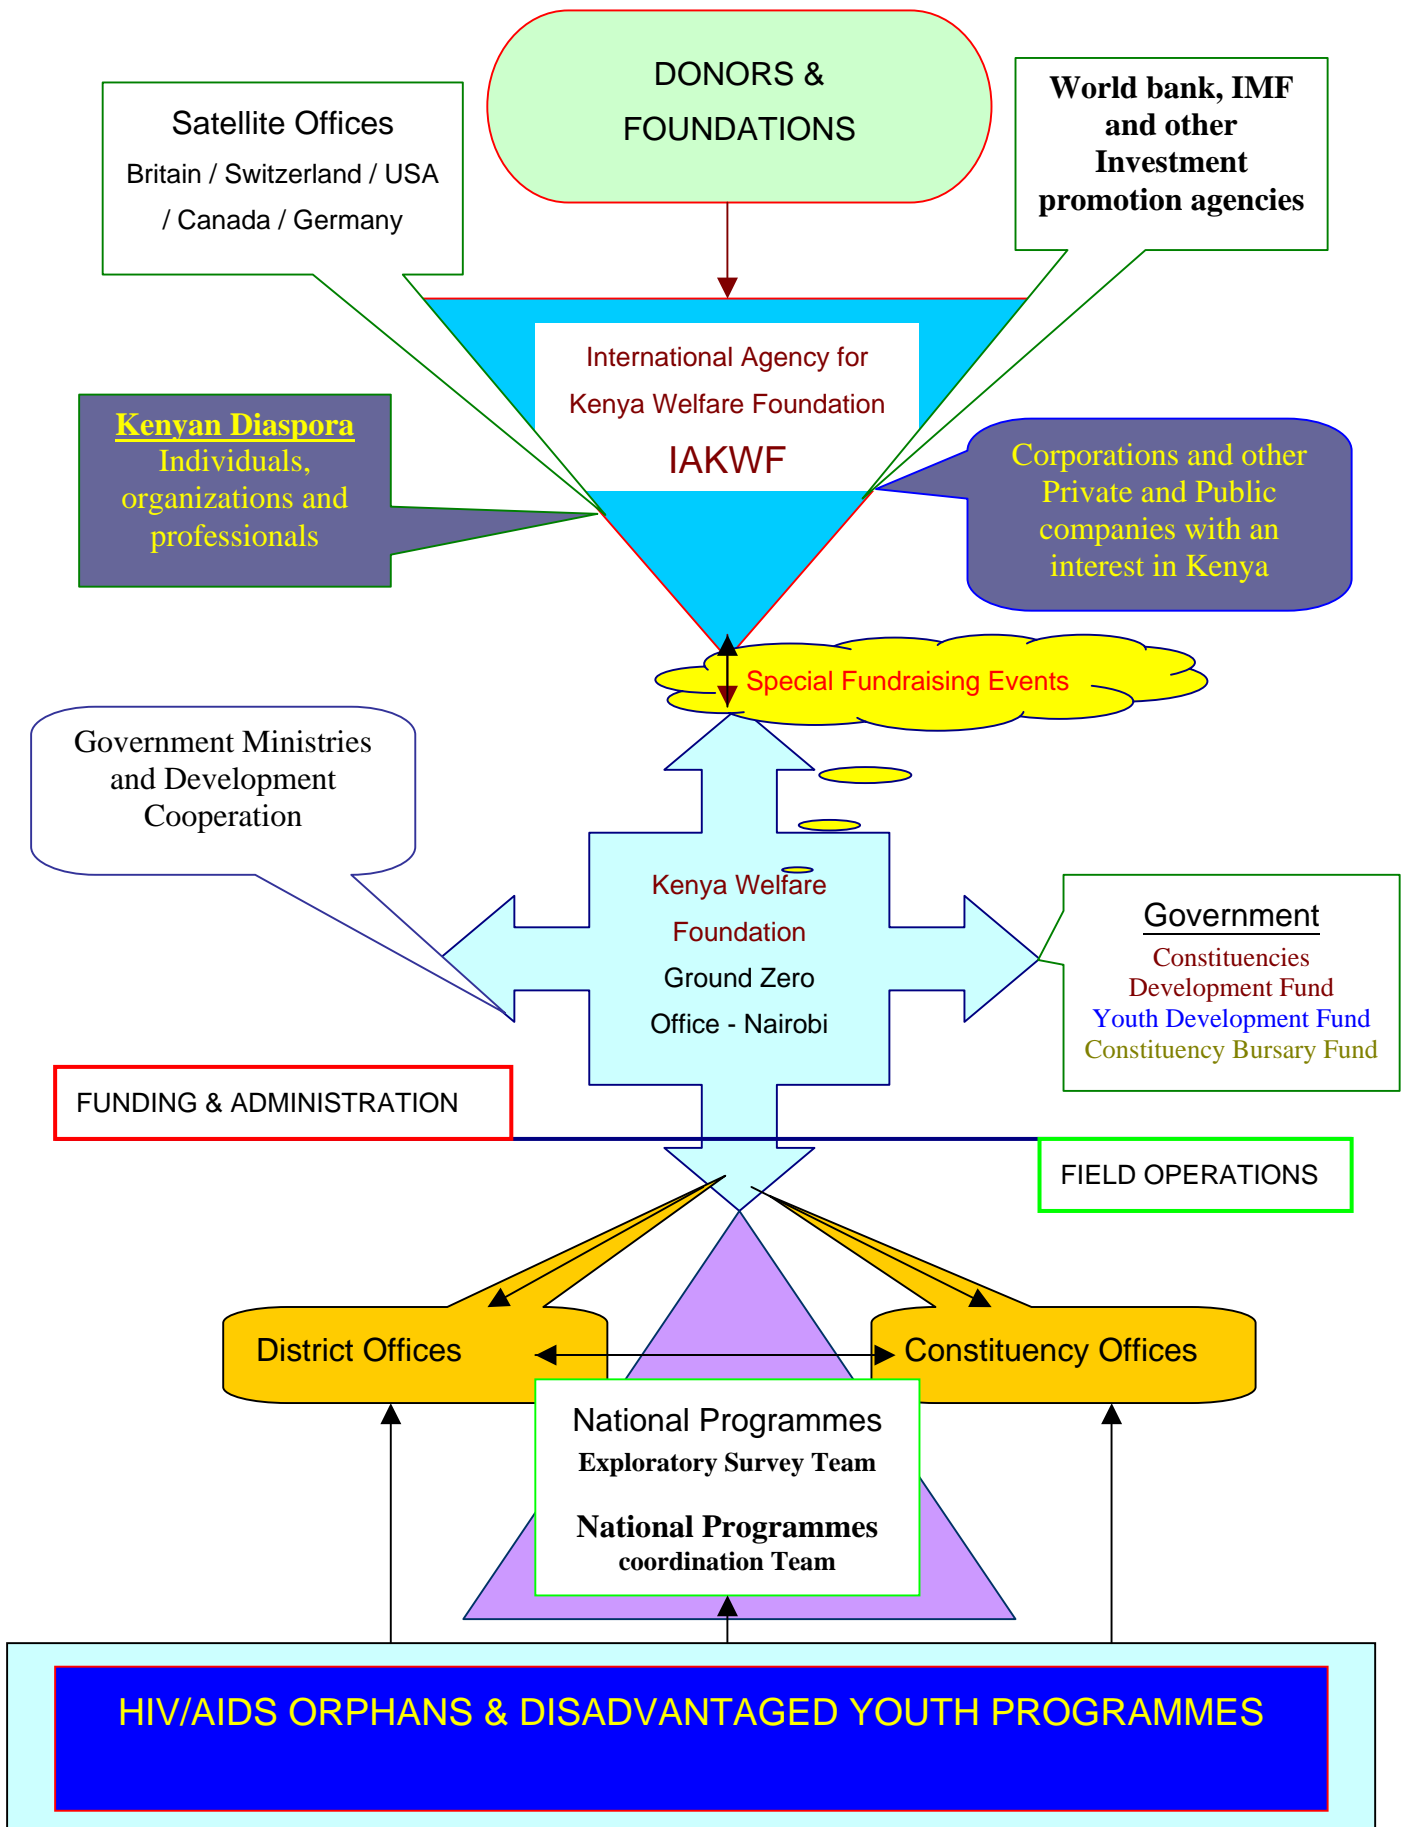 DONORS &
FOUNDATIONS
Satellite Offices
Britain / Switzerland / USA
/ Canada / Germany
World bank, IMF
and other
Investment
promotion agencies
International Agency for
Kenya Welfare Foundation
IAKWF
Kenyan Diaspora
Individuals,
organizations and
professionals
Corporations and other
Private and Public
companies with an
interest in Kenya
Special Fundraising Events
Government Ministries
and Development
Cooperation
Kenya Welfare
Foundation
Ground Zero
Office - Nairobi
Government
Constituencies
Development Fund
Youth Development Fund
Constituency Bursary Fund
FUNDING & ADMINISTRATION
FIELD OPERATIONS
District Offices
Constituency Offices
National Programmes
Exploratory Survey Team
National Programmes
coordination Team
HIV/AIDS ORPHANS & DISADVANTAGED YOUTH PROGRAMMES